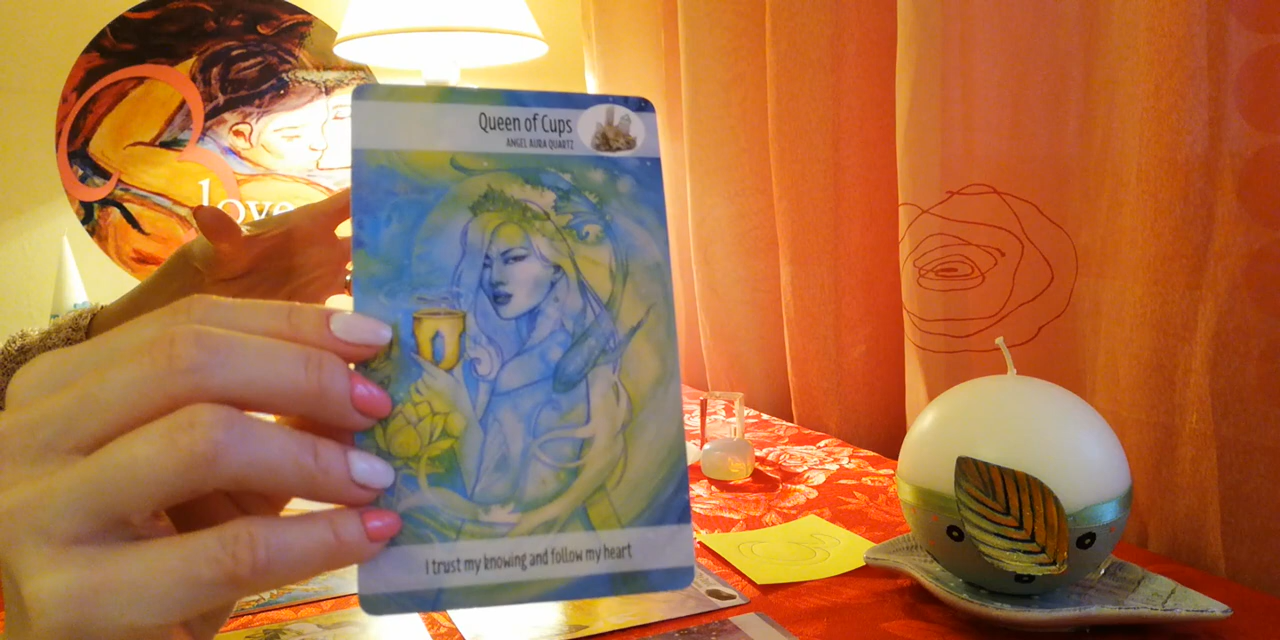 love
Queen of Cups
ANGEL AURA QUARTZ
I trust my knowing and follow my heart